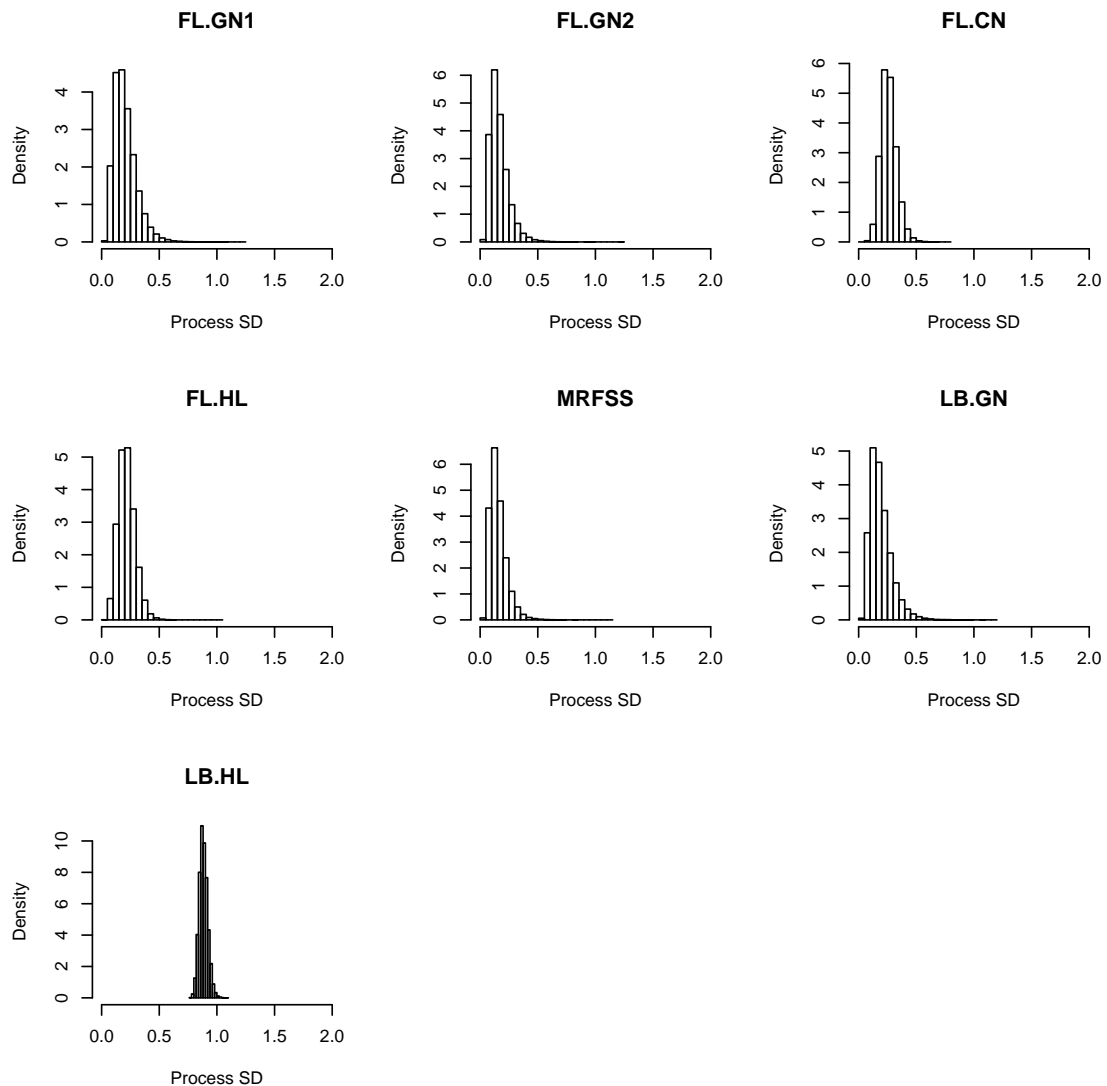 FL.GN1
Density
0 1 2 3 4
0.0 0.5 1.0 1.5 2.0
Process SD
FL.GN2
Density
0 1 2 3 4 5 6
0.0 0.5 1.0 1.5 2.0
Process SD
FL.CN
Density
0 1 2 3 4 5 6
0.0 0.5 1.0 1.5 2.0
Process SD
FL.HL
Density
0 1 2 3 4 5
0.0 0.5 1.0 1.5 2.0
Process SD
MRFSS
Density
0 1 2 3 4 5 6
0.0 0.5 1.0 1.5 2.0
Process SD
LB.GN
Density
0 1 2 3 4 5
0.0 0.5 1.0 1.5 2.0
Process SD
LB.HL
Density
0 2 4 6 8 10
0.0 0.5 1.0 1.5 2.0
Process SD